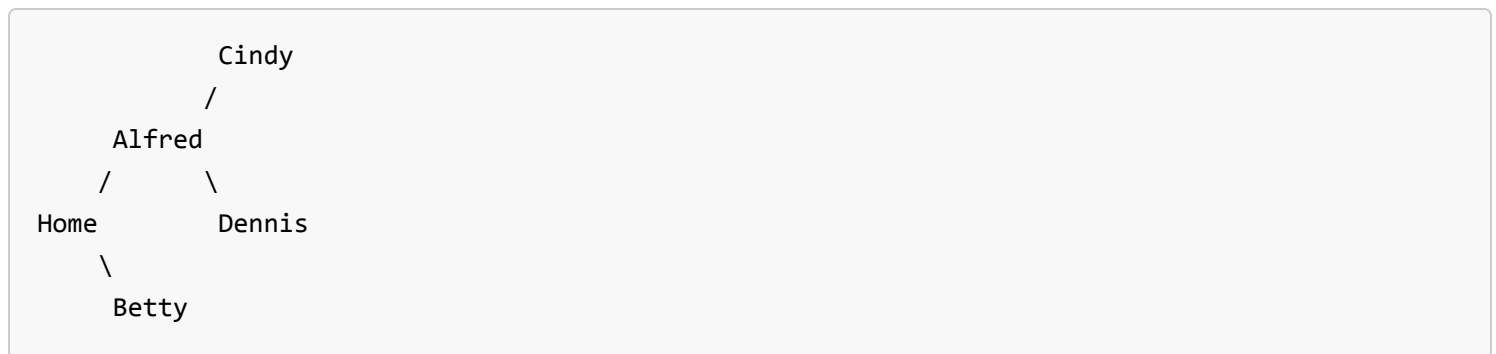 Cindy
/
Alfred
/ \
Home Dennis
\
Betty